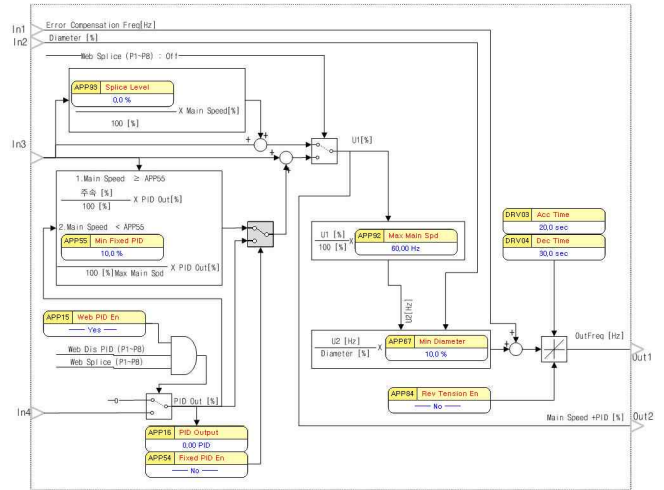 In1
Error Compensation Freq[Hz]
In2
Diameter [%]
Web Splice (P1~P8) : Off
APP93 Splice Level
0,0 %
X Main Speed[%]
100 [%]
In3
U1[%]
1.Main Speed ≥ APP55
주속 [%]
X PID Out[%]
100 [%]
2.Main Speed < APP55
APP55 Min Fixed PID
10,0 %
X PID Out[%]
100 [%]Max Main Spd
DRV03 Acc Time
20,0 sec
DRV04 Dec Time
30,0 sec
U1 [%]
100 [%]
X
APP92 Max Main Spd
60,00 Hz
U2[Hz]
APP15 Web PID En
Yes
Web Dis PID (P1~P8)
Web Splice (P1~P8)
U2 [Hz]
Diameter [%]
X
APP67 Min Diameter
10,0 %
OutFreq [Hz]
Out1
APP84 Rev Tension En
No
0
PID Out [%]
In4
Main Speed +PID [%]
Out2
APP16 PID Output
0,00 PID
APP54 Fixed PID En
No